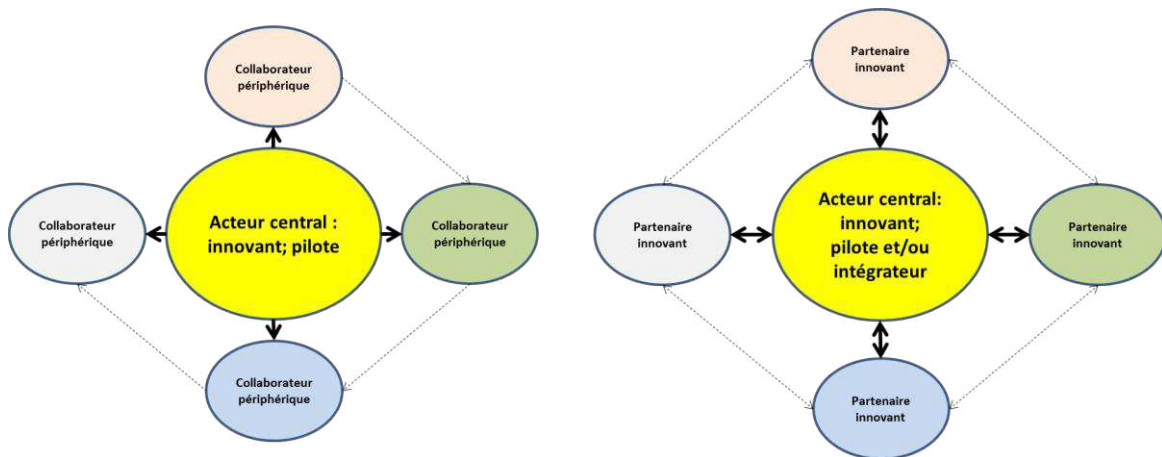 Collaborateur
périphérique
Collaborateur
périphérique
Acteur central :
innovant; pilote
Collaborateur
périphérique
Collaborateur
périphérique
Partenaire
innovant
Partenaire
innovant
Acteur central:
innovant;
pilote et/ou
intégrateur
Partenaire
innovant
Partenaire
innovant